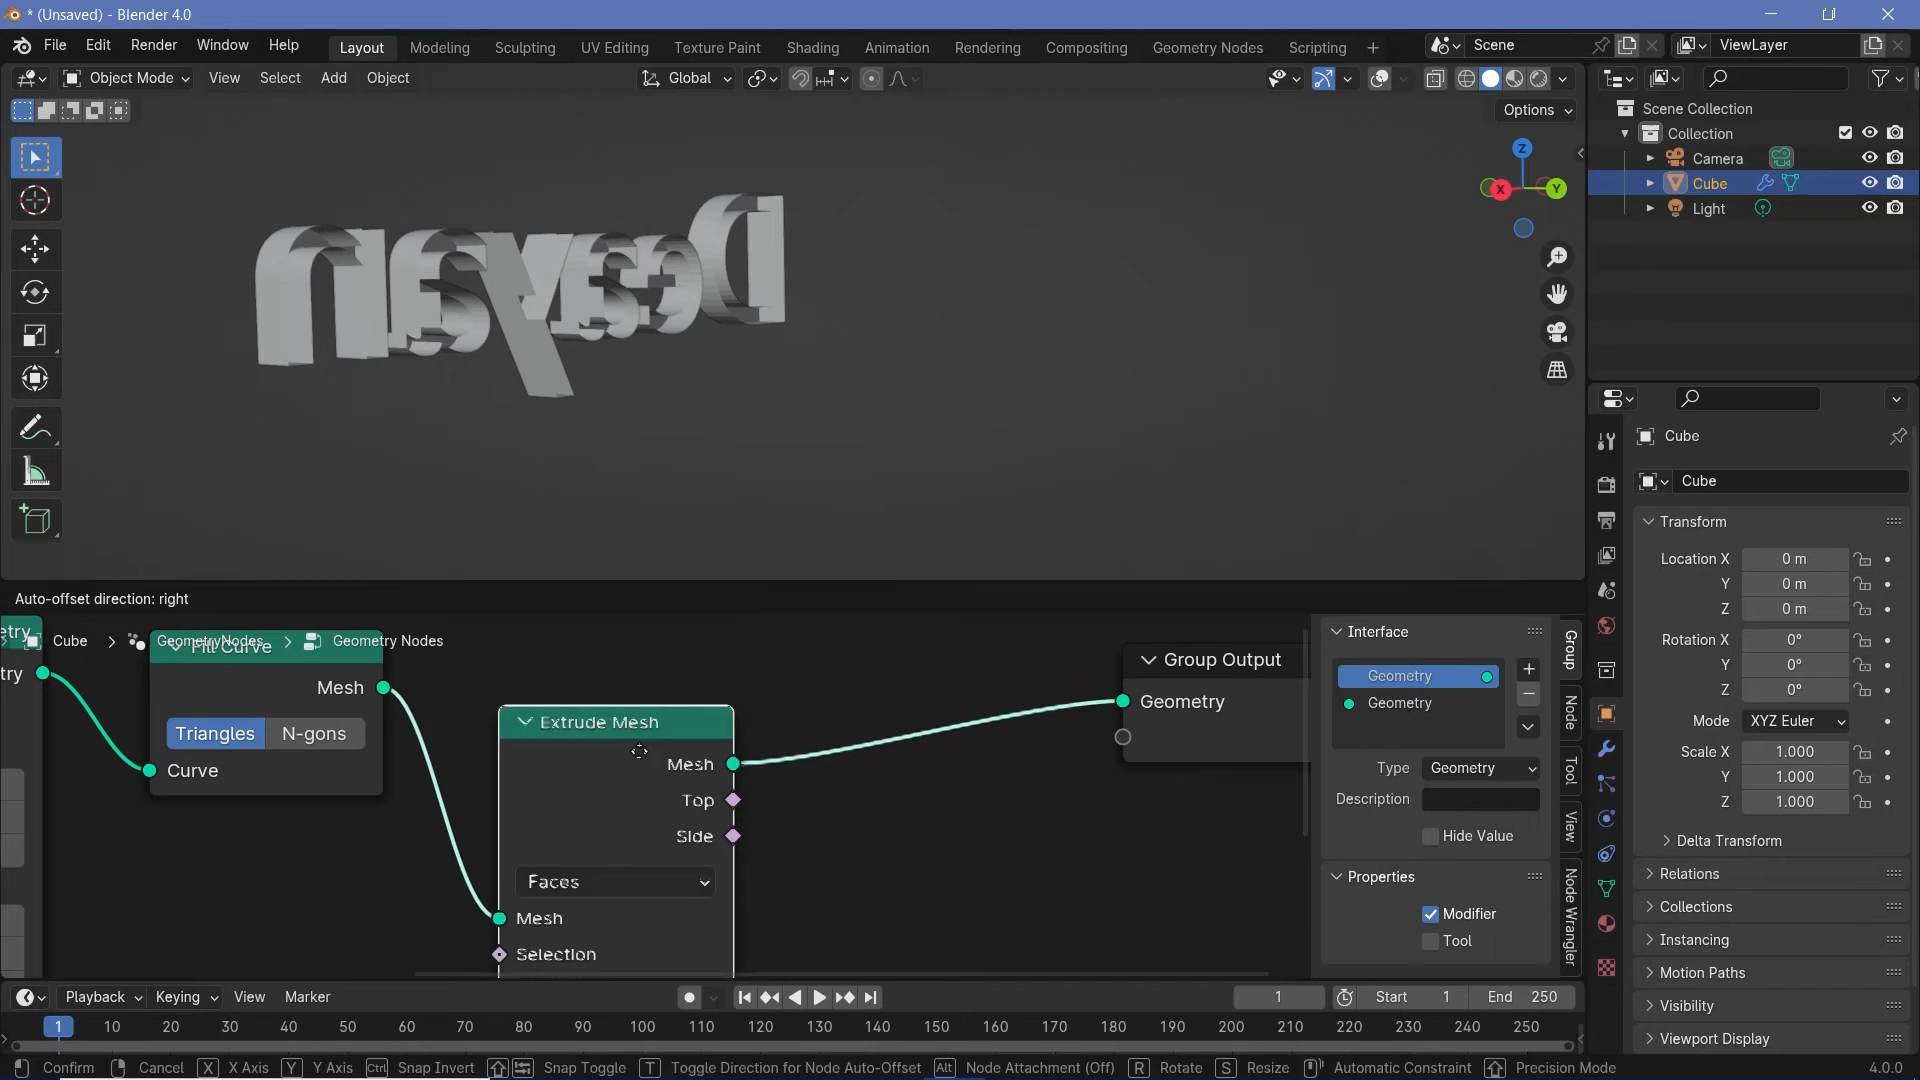 * (Unsaved) - Blender 4.0
File Edit Render Window Help Layout Modeling Sculpting UV Editing Texture Paint Shading Animation Rendering Compositing Geometry Nodes Scripting + Scene ViewLayer
Object Mode View Select Add Object Global
Options
Scene Collection
Collection
Camera
Cube
Light
Z
X Y
Cube
Cube
Transform
Location X 0 m
Y 0 m
Z 0 m
Rotation X 0°
Y 0°
Z 0°
Mode XYZ Euler
Scale X 1.000
Y 1.000
Z 1.000
Delta Transform
Relations
Collections
Instancing
Motion Paths
Visibility
Viewport Display
Auto-offset direction: right
Cube > GeometryNodes > Geometry Nodes
etry
try
Fill Curve
Mesh
Triangles N-gons
Curve
Extrude Mesh
Mesh
Top
Side
Faces
Mesh
Selection
Group Output
Geometry
Interface
Geometry
Geometry
Type Geometry
Description
Hide Value
Properties
Modifier
Tool
Group
Node
Tool
View
Node Wrangler
Playback Keying View Marker 1 Start 1 End 250
1 10 20 30 40 50 60 70 80 90 100 110 120 130 140 150 160 170 180 190 200 210 220 230 240 250
Confirm Cancel X X Axis Y Y Axis Ctrl Snap Invert Snap Toggle T Toggle Direction for Node Auto-Offset Alt Node Attachment (Off) R Rotate S Resize Automatic Constraint Precision Mode 4.0.0